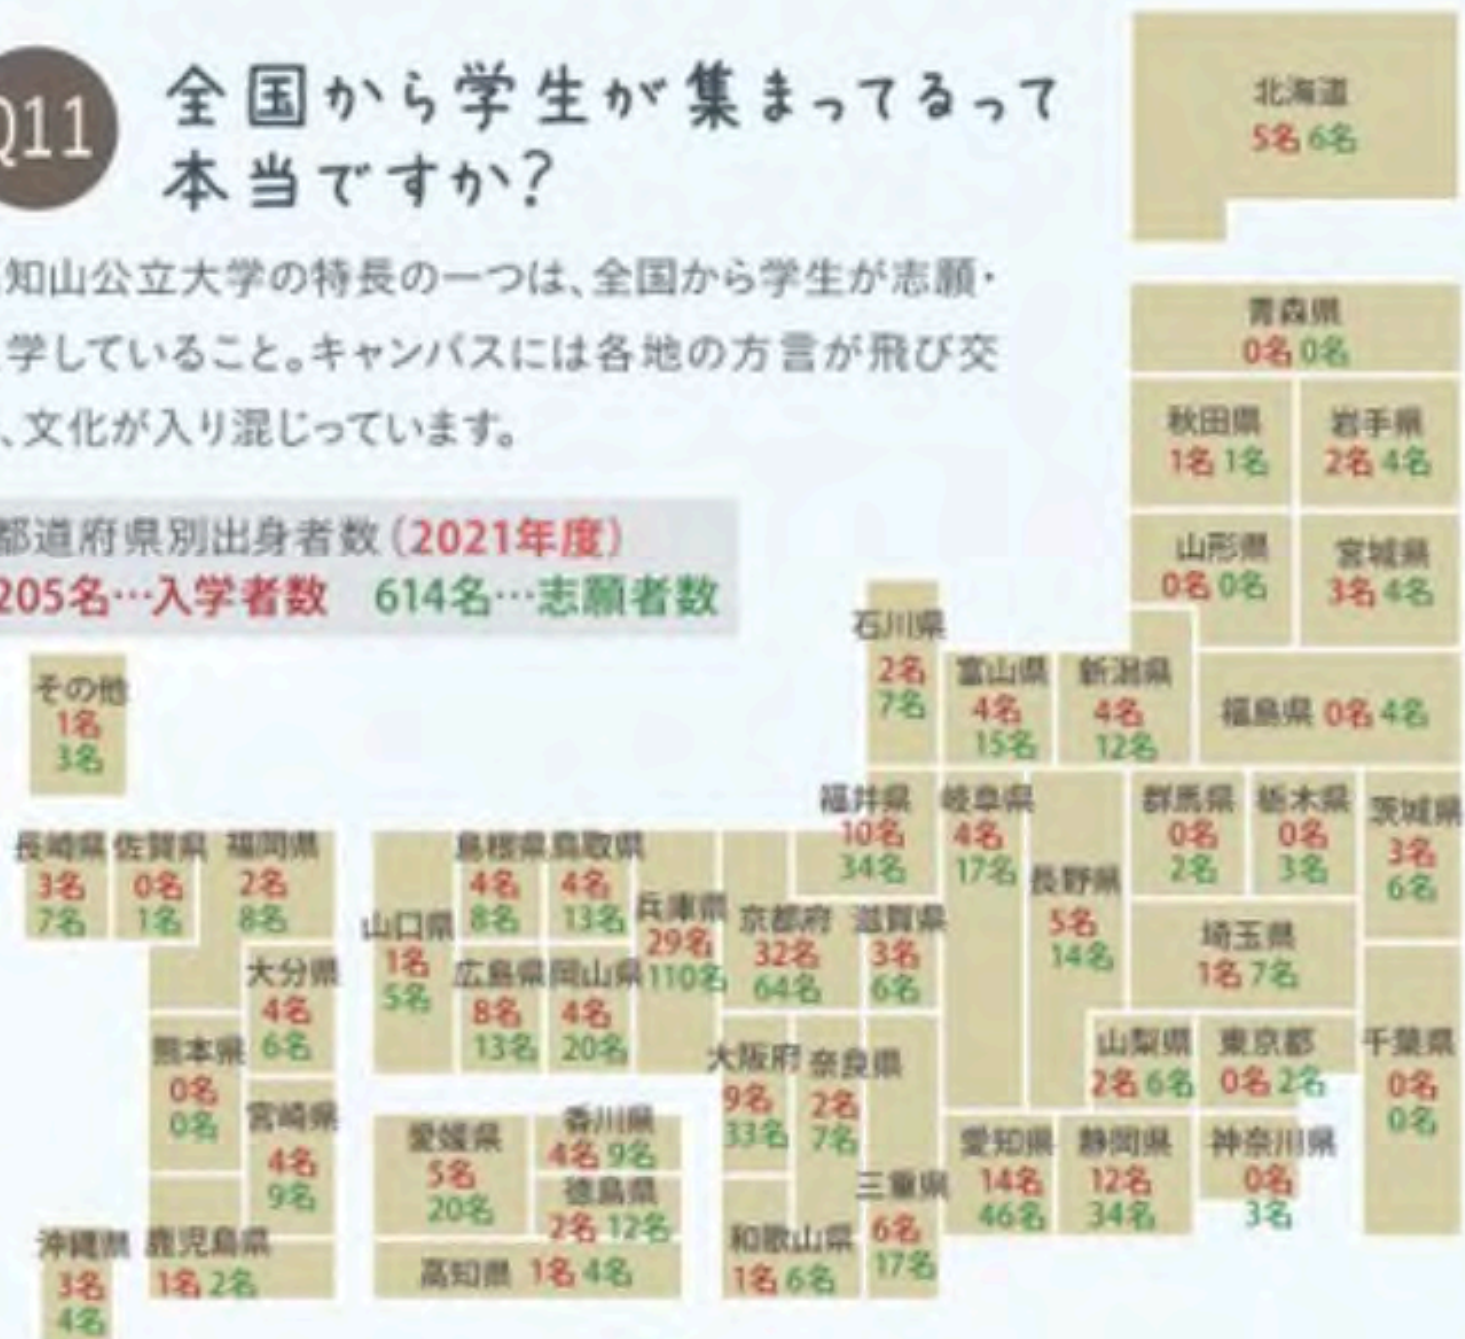 Q11
全国から学生が集まってるって
本当ですか?
知山公立大学の特長の一つは、全国から学生が志願・
学していること。キャンパスには各地の方言が飛び交
、文化が入り混じっています。
都道府県別出身者数(2021年度)
205名…入学者数 614名…志願者数
北海道
5名 6名
青森県
0名 0名
秋田県
1名 1名
岩手県
2名 4名
山形県
0名 0名
宮城県
3名 4名
福島県 0名 4名
石川県
2名
7名
富山県
4名
15名
新潟県
4名
12名
その他
1名
3名
福井県
10名
34名
岐阜県
4名
17名
長野県
5名
14名
群馬県
0名
2名
栃木県
0名
3名
茨城県
3名
6名
埼玉県
1名 7名
山梨県
2名 6名
東京都
0名 2名
千葉県
0名
0名
神奈川県
0名
3名
愛知県
14名
46名
静岡県
12名
34名
長崎県
3名
7名
佐賀県
0名
1名
福岡県
2名
8名
大分県
4名
6名
熊本県
0名
0名
宮崎県
4名
9名
沖縄県
3名
4名
鹿児島県
1名 2名
山口県
1名
5名
島根県
4名
8名
鳥取県
4名
13名
広島県
8名
13名
岡山県
4名
20名
兵庫県
29名
110名
京都府
32名
64名
滋賀県
3名
6名
大阪府
9名
33名
奈良県
2名
7名
三重県
6名
17名
和歌山県
1名 6名
愛媛県
5名
20名
香川県
4名 9名
徳島県
2名 12名
高知県 1名 4名